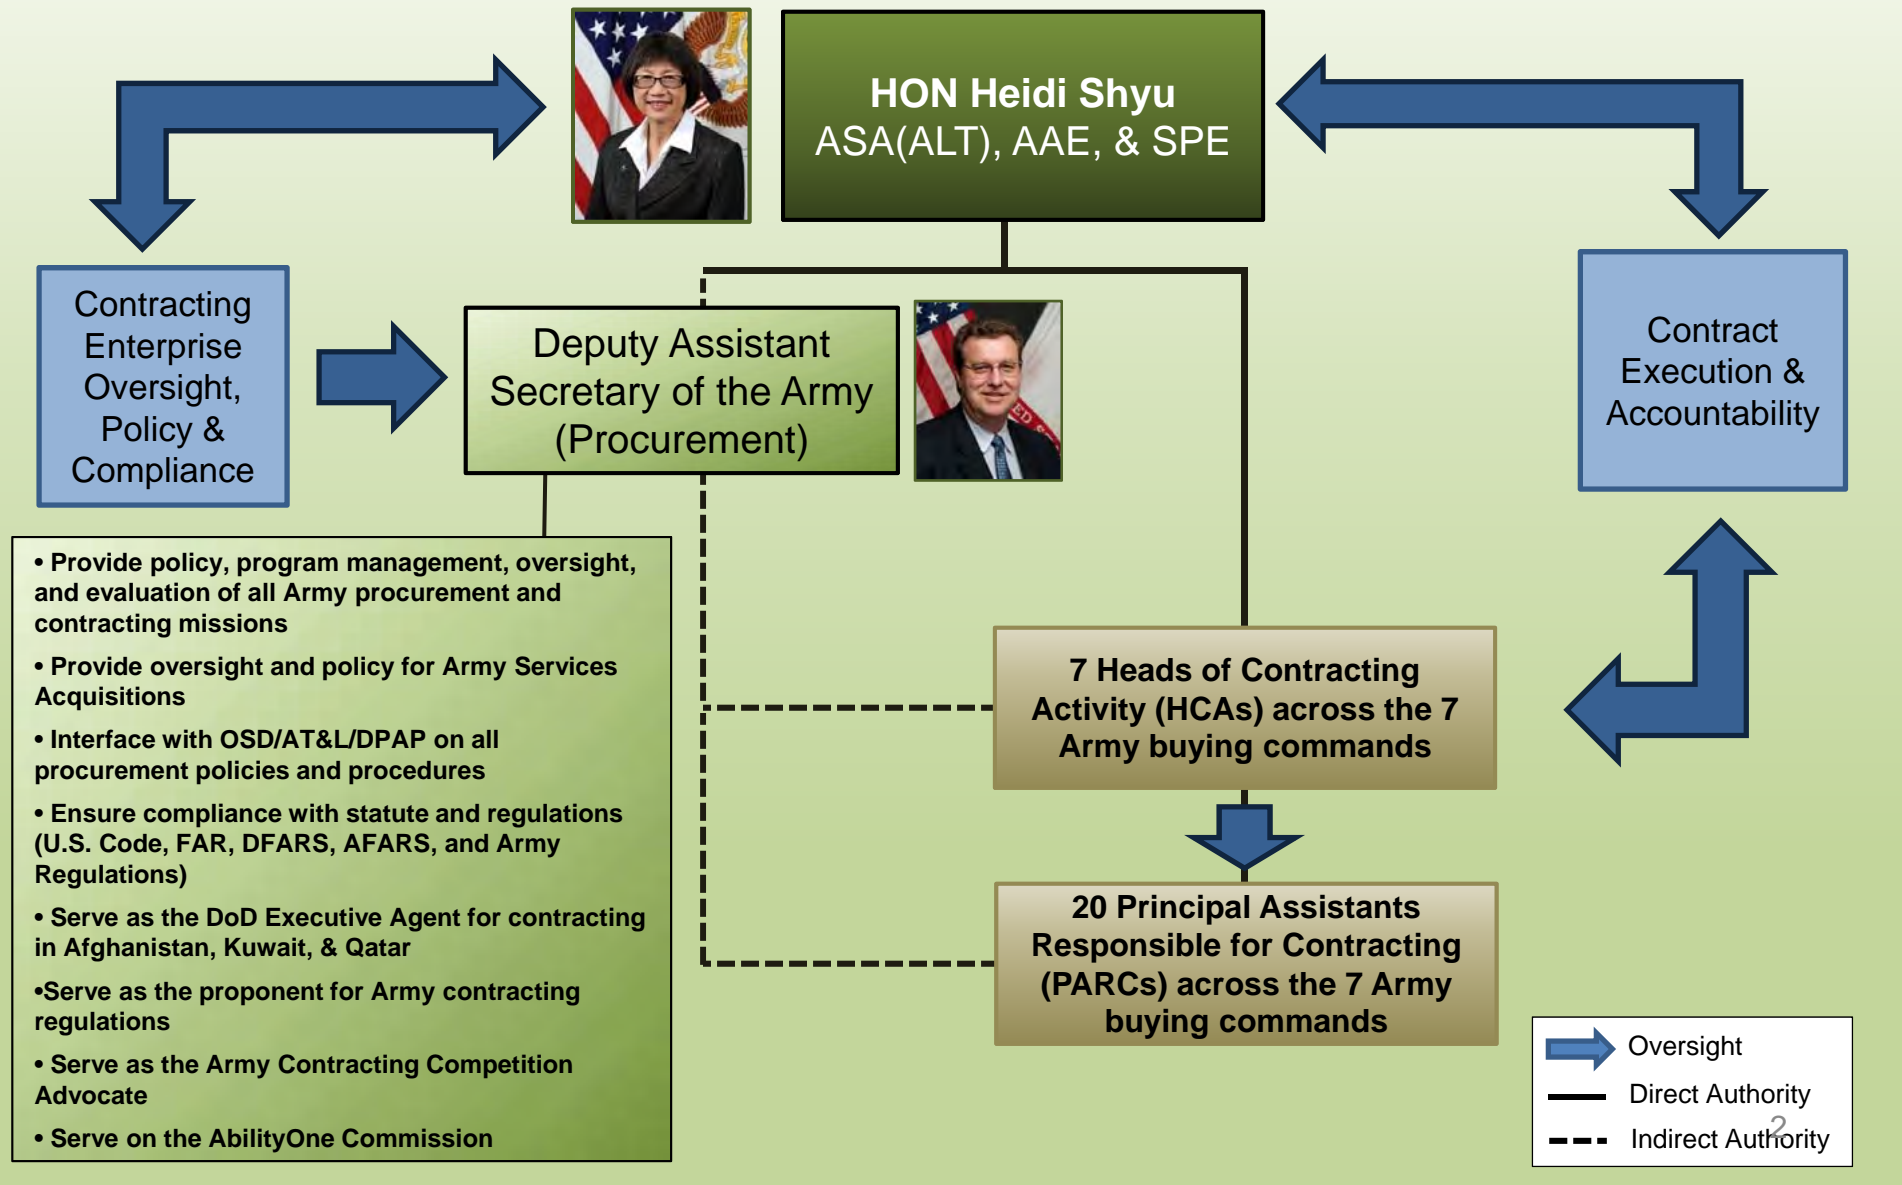 HON Heidi Shyu
ASA(ALT), AAE, & SPE
Contracting
Enterprise
Oversight,
Policy &
Compliance
Deputy Assistant
Secretary of the Army
(Procurement)
Contract
Execution &
Accountability
• Provide policy, program management, oversight,
and evaluation of all Army procurement and
contracting missions
• Provide oversight and policy for Army Services
Acquisitions
• Interface with OSD/AT&L/DPAP on all
procurement policies and procedures
• Ensure compliance with statute and regulations
(U.S. Code, FAR, DFARS, AFARS, and Army
Regulations)
• Serve as the DoD Executive Agent for contracting
in Afghanistan, Kuwait, & Qatar
•Serve as the proponent for Army contracting
regulations
• Serve as the Army Contracting Competition
Advocate
• Serve on the AbilityOne Commission
7 Heads of Contracting
Activity (HCAs) across the 7
Army buying commands
20 Principal Assistants
Responsible for Contracting
(PARCs) across the 7 Army
buying commands
Oversight
Direct Authority
2
Indirect Authority